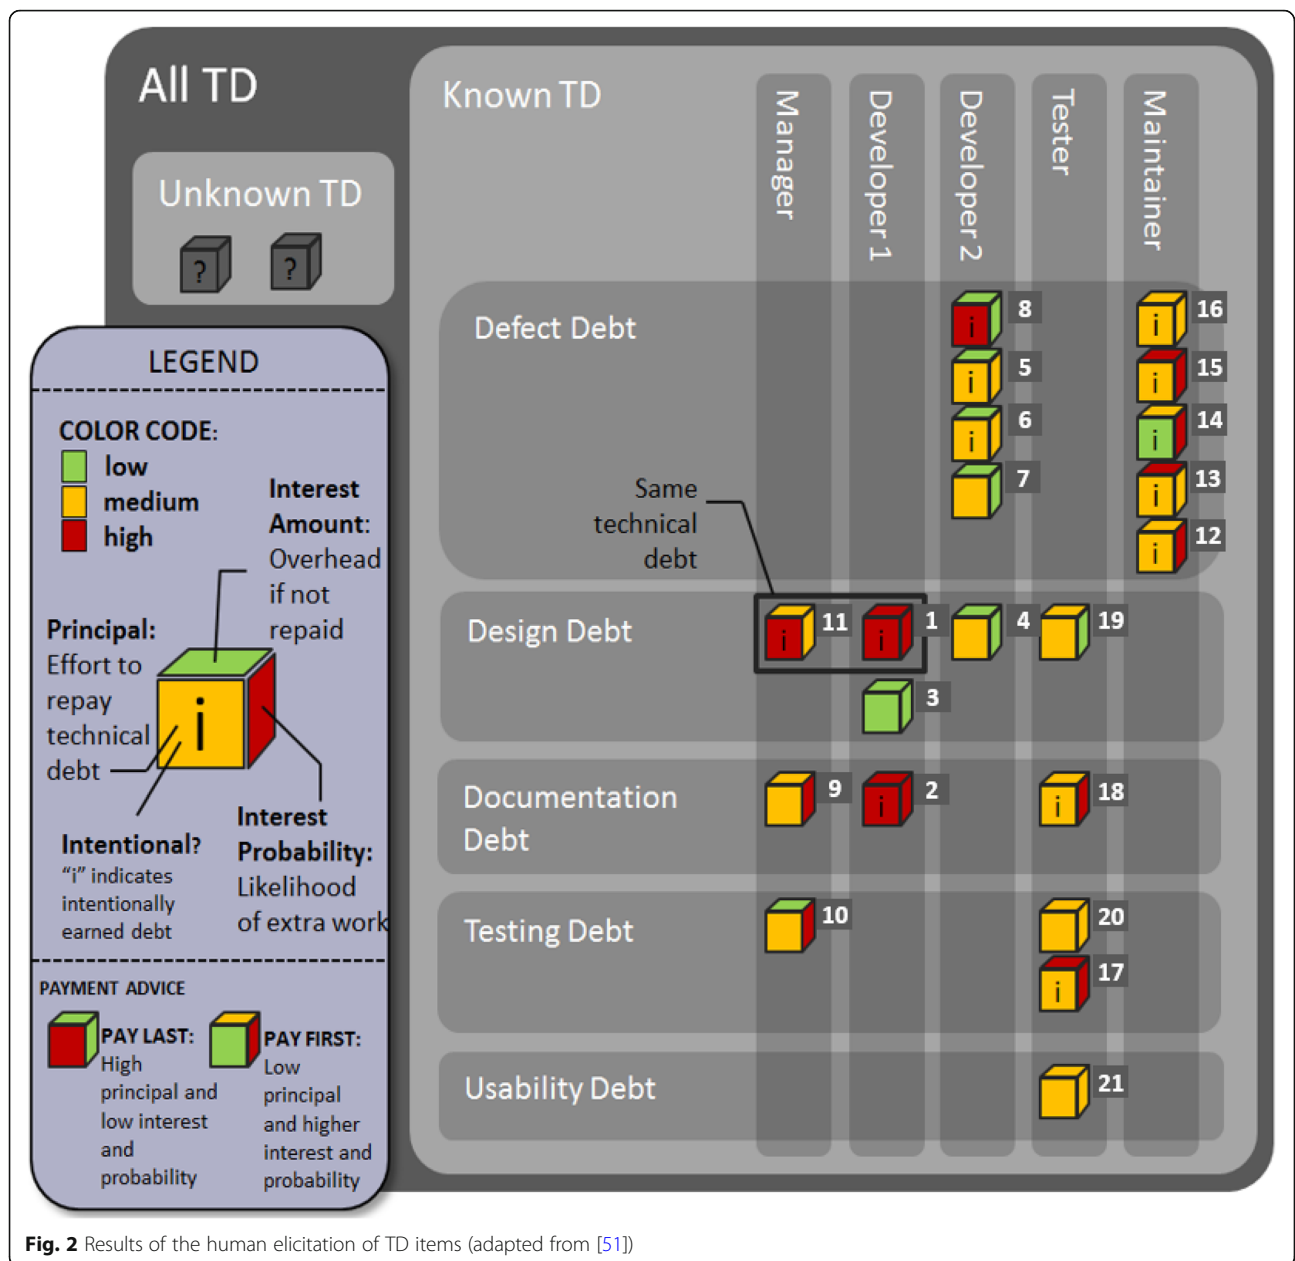 All TD
Unknown TD
?
?
Known TD
Manager
Developer 1
Developer 2
Tester
Maintainer
Defect Debt
i 8
i 5
i 6
7
i 16
i 15
i 14
i 13
i 12
Same
technical
debt
Design Debt
i 11
i 1
4
19
3
Documentation
Debt
9
i 2
i 18
Testing Debt
10
20
i 17
Usability Debt
21
LEGEND
COLOR CODE:
low
medium
high
Interest
Amount:
Overhead
if not
repaid
Principal:
Effort to
repay
technical
debt
i
Intentional?
“i” indicates
intentionally
earned debt
Interest
Probability:
Likelihood
of extra work
PAYMENT ADVICE
PAY LAST:
High
principal and
low interest
and
probability
PAY FIRST:
Low
principal
and higher
interest and
probability
Fig. 2 Results of the human elicitation of TD items (adapted from [51])